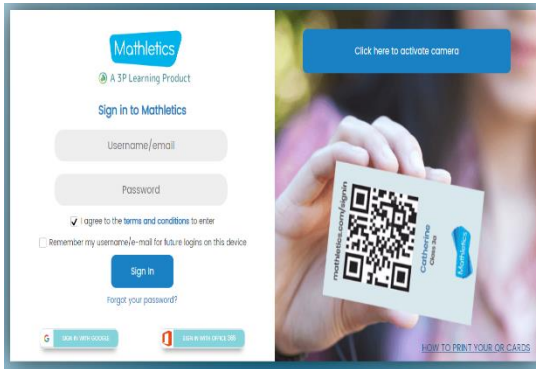 Mathletics
A 3P Learning Product
Sign in to Mathletics
Username/email
Password
I agree to the terms and conditions to enter
Remember my username/e-mail for future logins on this device
Sign In
Forgot your password?
G SIGN IN WITH GOOGLE
SIGN IN WITH OFFICE 365
Click here to activate camera
mathletics.com/signin
Catherine
Class 3a
Mathletics
HOW TO PRINT YOUR QR CARDS